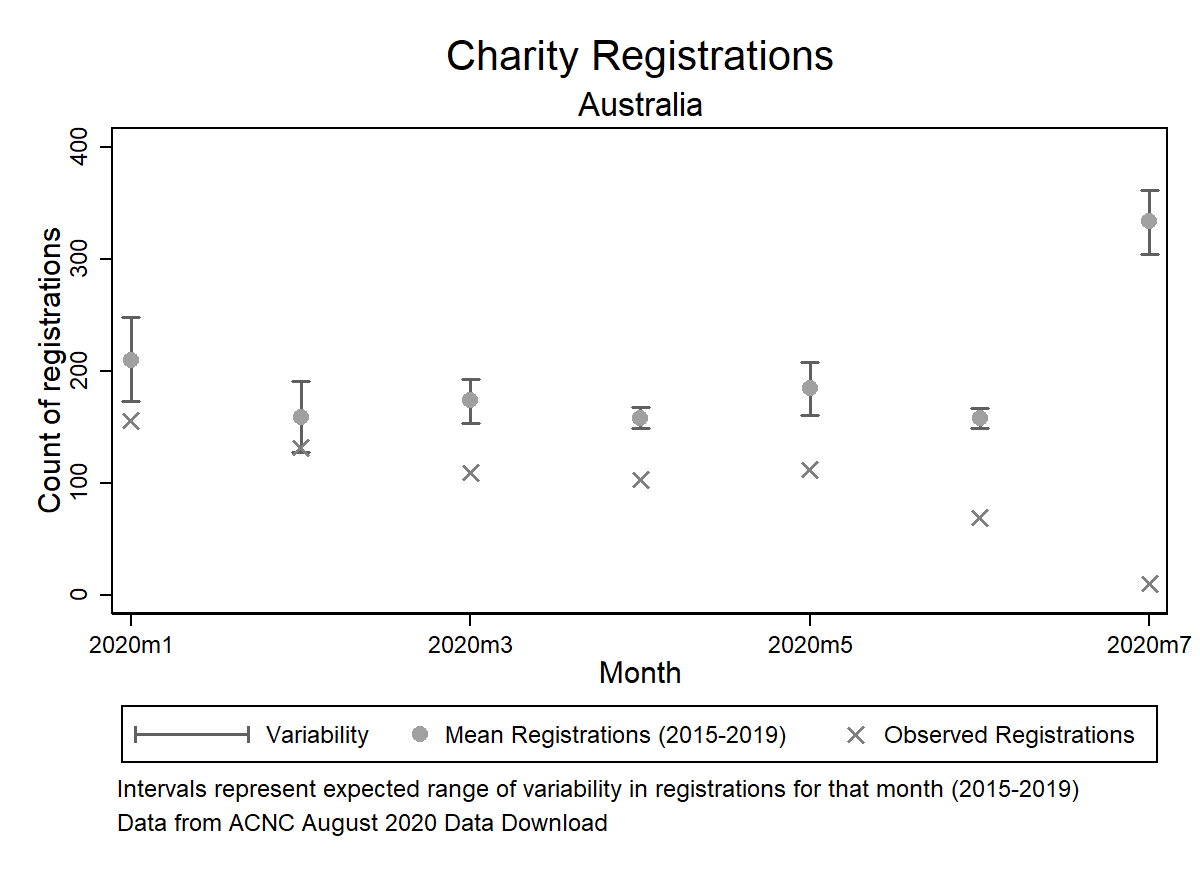 Charity Registrations
Australia
Count of registrations
400
300
200
100
0
2020m1 2020m3 2020m5 2020m7
Month
Variability Mean Registrations (2015-2019) Observed Registrations
Intervals represent expected range of variability in registrations for that month (2015-2019)
Data from ACNC August 2020 Data Download